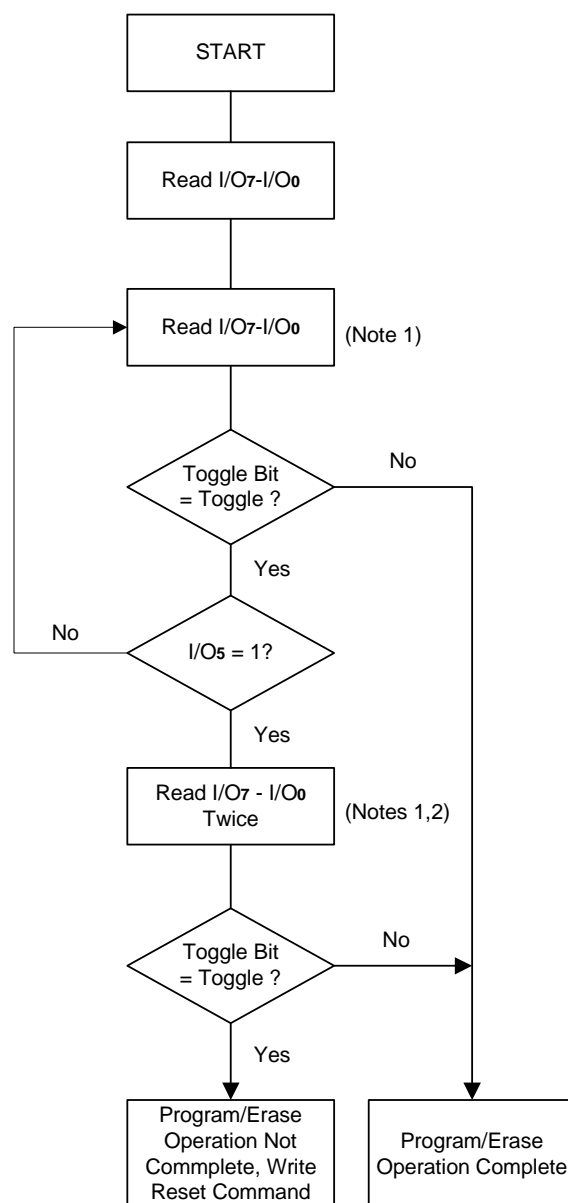 START
Read I/O7-I/O0
Read I/O7-I/O0
(Note 1)
Toggle Bit
= Toggle ?
No
Yes
I/O5 = 1?
No
Yes
Read I/O7 - I/O0
Twice
(Notes 1,2)
Toggle Bit
= Toggle ?
No
Yes
Program/Erase
Operation Not
Commplete, Write
Reset Command
Program/Erase
Operation Complete